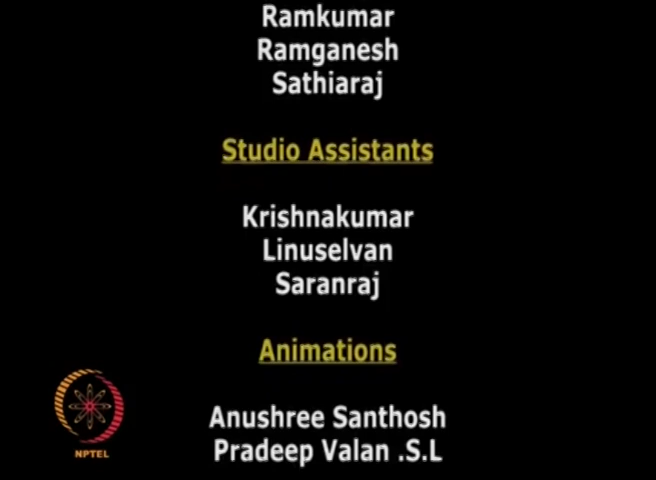 Ramkumar
Ramganesh
Sathiaraj
Studio Assistants
Krishnakumar
Linuselvan
Saranraj
Animations
Anushree Santhosh
Pradeep Valan .S.L
NPTEL